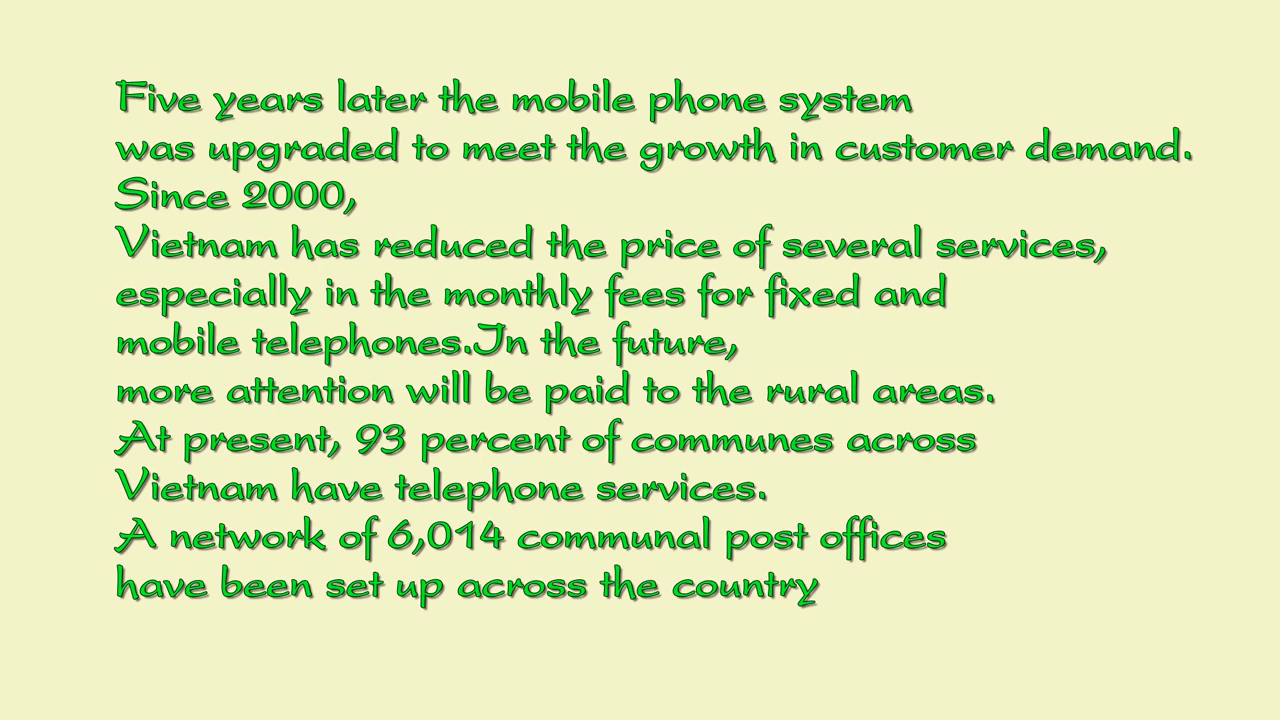 Five years later the mobile phone system
was upgraded to meet the growth in customer demand.
Since 2000,
Vietnam has reduced the price of several services,
especially in the monthly fees for fixed and
mobile telephones.In the future,
more attention will be paid to the rural areas.
At present, 93 percent of communes across
Vietnam have telephone services.
A network of 6,014 communal post offices
have been set up across the country